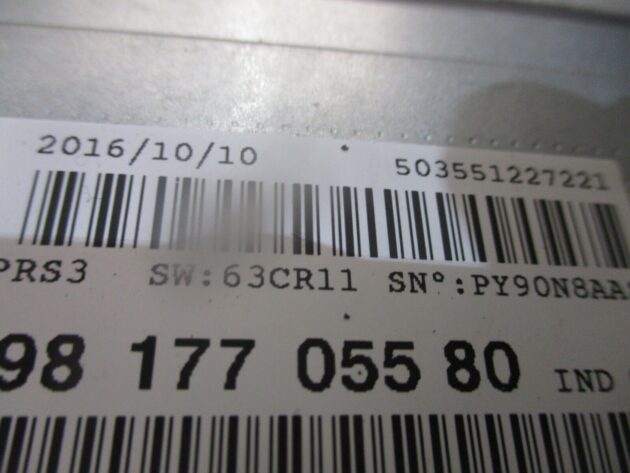 2016/10/10 503551227221
PRS3 SW:63CR11 SN°:PY90N8AA
98 177 055 80 IND